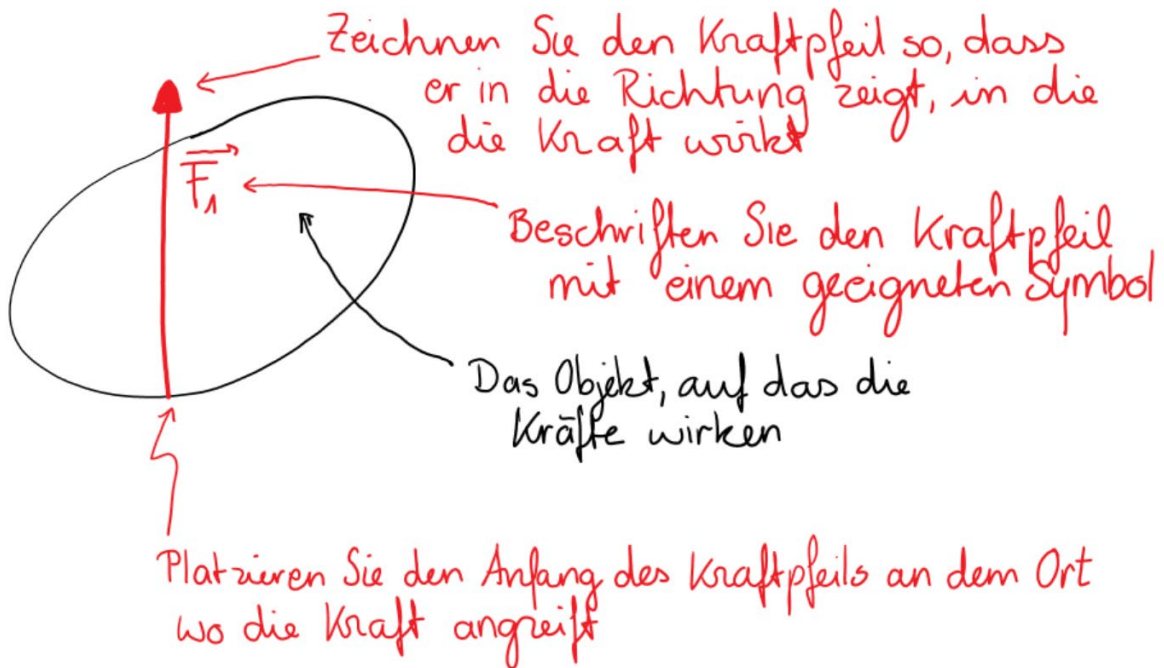 Zeichnen Sie den Kraftpfeil so, dass
er in die Richtung zeigt, in die
die Kraft wirkt
F₁
Beschriften Sie den Kraftpfeil
mit einem geeigneten Symbol
Das Objekt, auf das die
Kräfte wirken
Platzieren Sie den Anfang des Kraftpfeils an dem Ort
wo die Kraft angreift